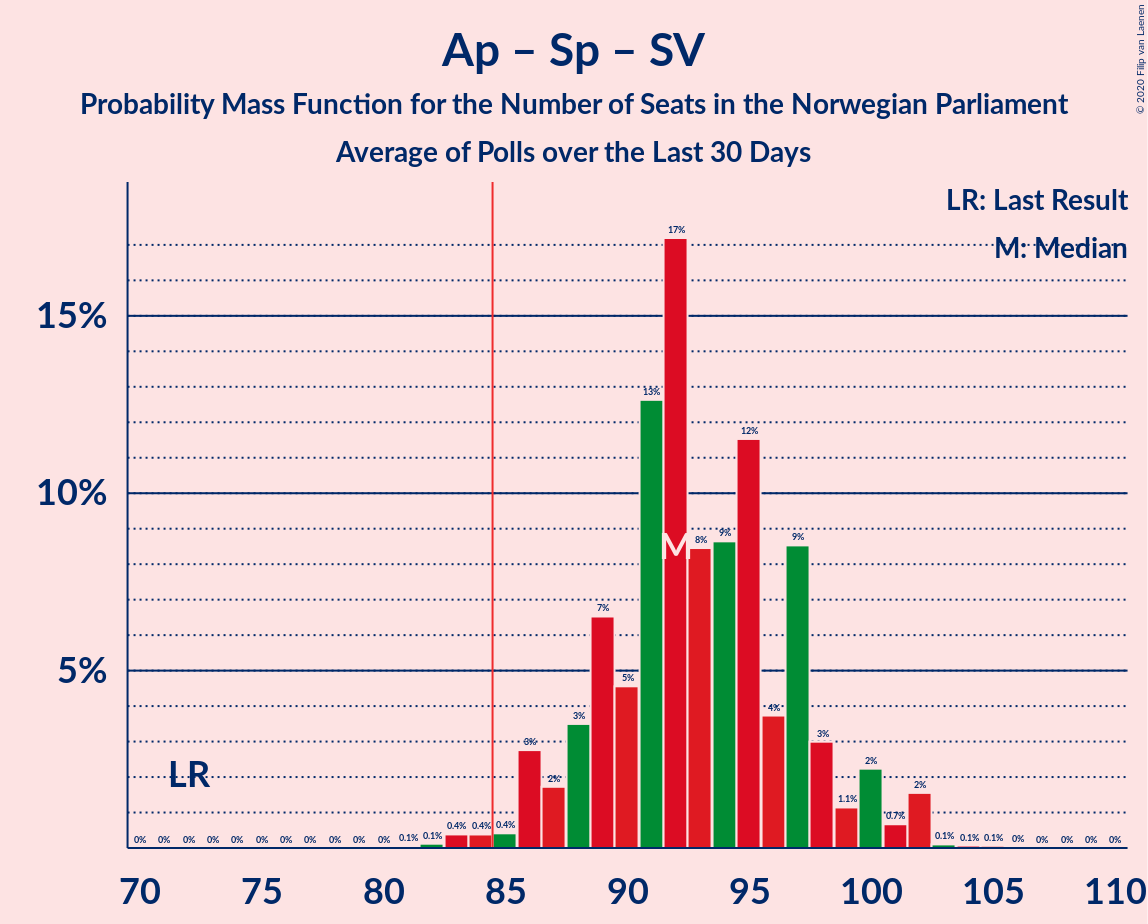 Ap – Sp – SV
Probability Mass Function for the Number of Seats in the Norwegian Parliament
Average of Polls over the Last 30 Days
© 2020 Filip van Laenen
LR: Last Result
M: Median
15%
10%
5%
17%
13%
12%
8%
9%
9%
7%
5%
4%
3%
3%
3%
2%
2%
2%
1.1%
0.7%
M
LR
0% 0% 0% 0% 0% 0% 0% 0% 0% 0% 0% 0.1% 0.1% 0.4% 0.4% 0.4% 0.1% 0.1% 0.1% 0% 0% 0% 0% 0%
70 75 80 85 90 95 100 105 110